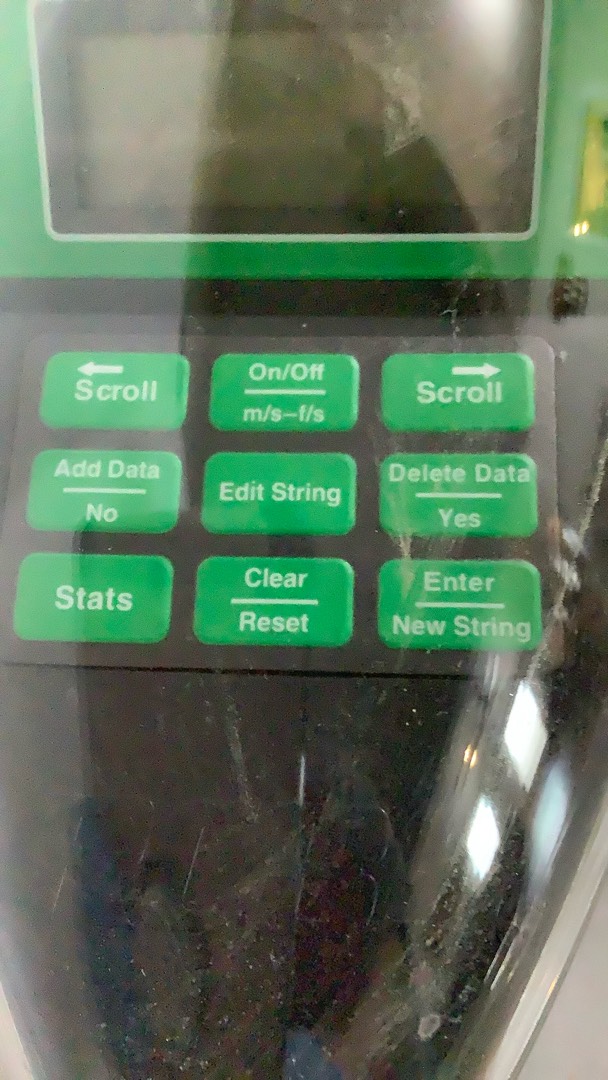 ← Scroll
On/Off
m/s–f/s
→ Scroll
Add Data
No
Edit String
Delete Data
Yes
Stats
Clear
Reset
Enter
New String